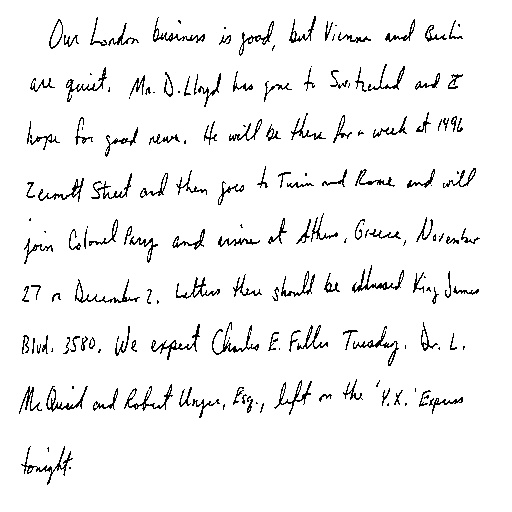 Our London business is good, but Vienna and Berlin
are quiet. Mr. D. Lloyd has gone to Switzerland and I
hope for good news. He will be there for a week at 1496
Zermott Street and then goes to Turin and Rome and will
join Colonel Parry and arrive at Athens, Greece, November
27 or December 2. Letters there should be addressed King James
Blvd. 3580. We expect Charles E. Fuller Tuesday. Dr. L.
McQuaid and Robert Unger, Esq., left on the 'Y.X.' Express
tonight.